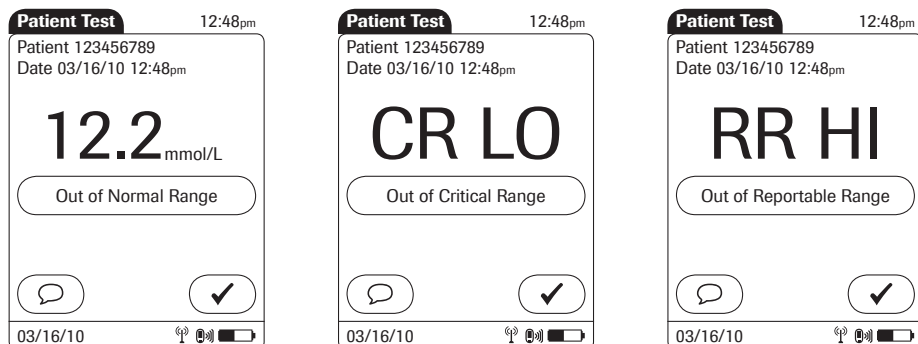 Patient Test 12:48pm
Patient 123456789
Date 03/16/10 12:48pm
12.2 mmol/L
Out of Normal Range
03/16/10
Patient Test 12:48pm
Patient 123456789
Date 03/16/10 12:48pm
CR LO
Out of Critical Range
03/16/10
Patient Test 12:48pm
Patient 123456789
Date 03/16/10 12:48pm
RR HI
Out of Reportable Range
03/16/10